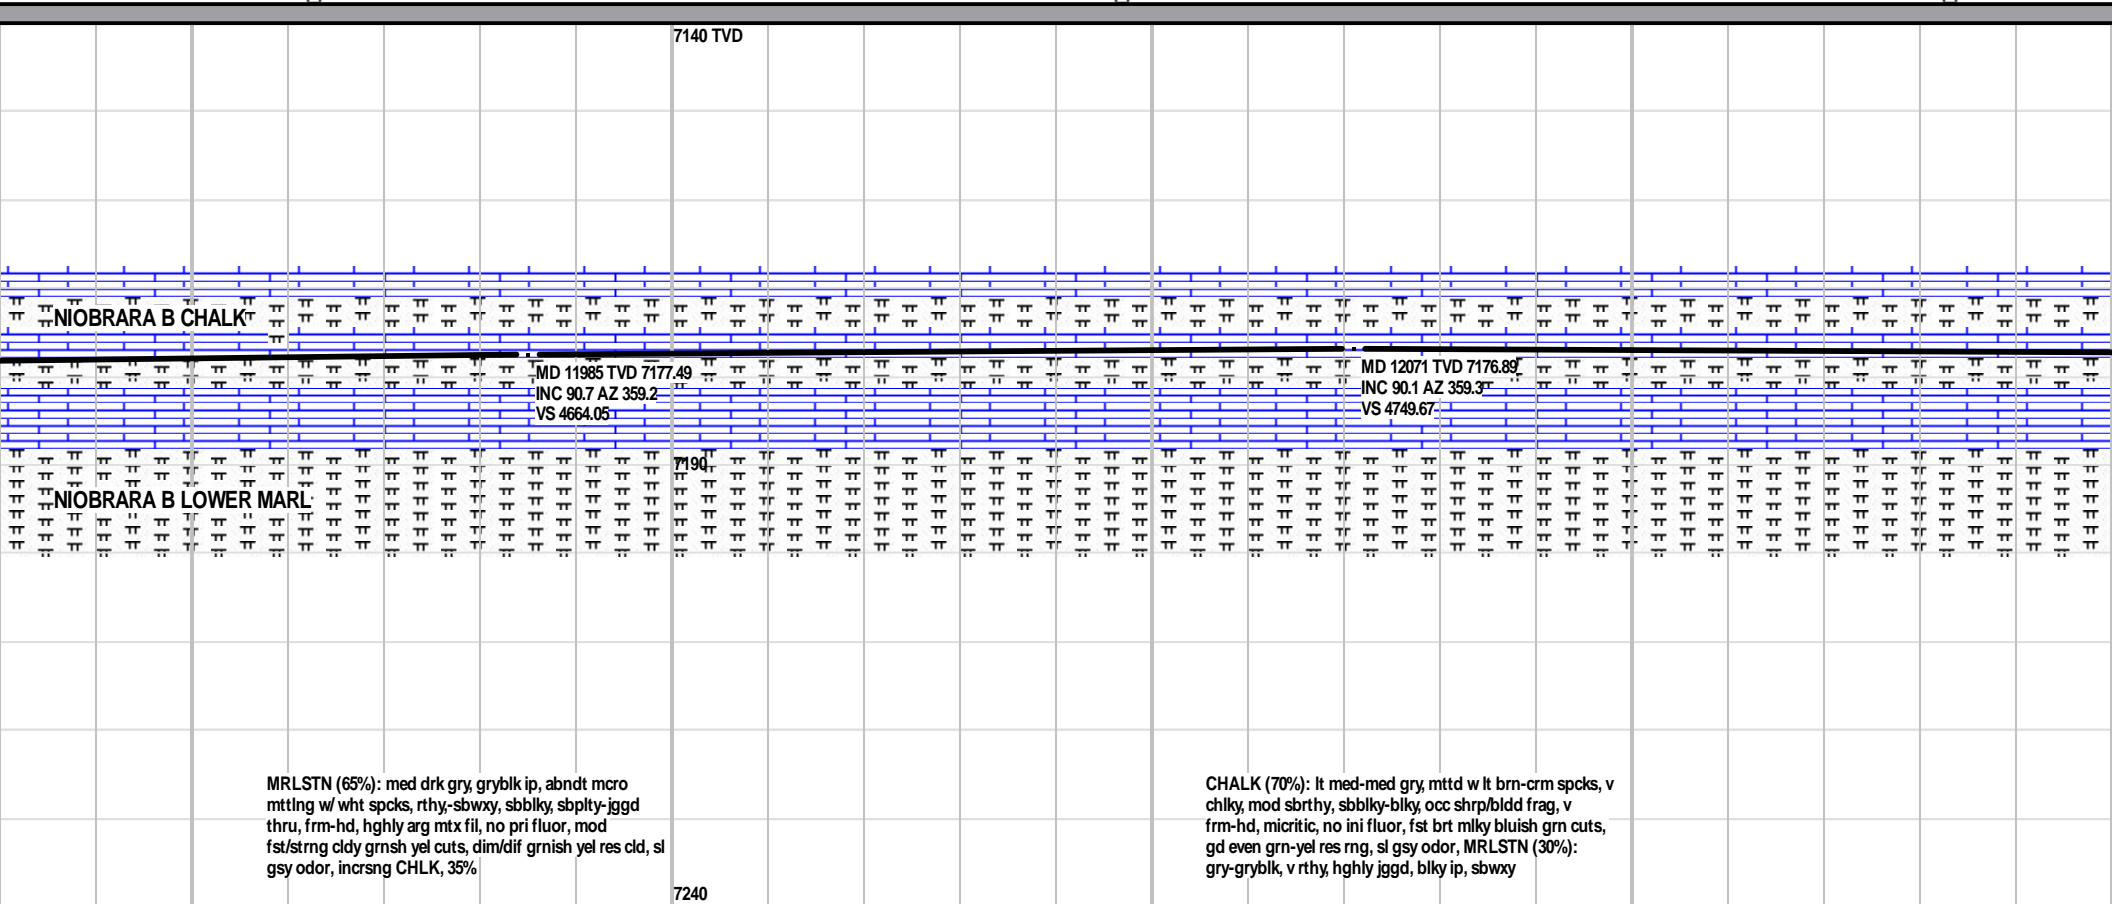 7140 TVD
NIOBRARA B CHALK
MD 11985 TVD 7177.49
INC 90.7 AZ 359.2
VS 4664.05
MD 12071 TVD 7176.89
INC 90.1 AZ 359.3
VS 4749.67
7190
NIOBRARA B LOWER MARL
MRLSTN (65%): med drk gry, gryblk ip, abndt mcro
mttlng w/ wht spcks, rthy,-sbwxy, sbblky, sbplty-jggd
thru, frm-hd, hghly arg mtx fil, no pri fluor, mod
fst/strng cldy grnsh yel cuts, dim/dif grnish yel res cld, sl
gsy odor, incrsng CHLK, 35%
CHALK (70%): lt med-med gry, mttd w lt brn-crm spcks, v
chlky, mod sbrthy, sbblky-blky, occ shrp/bldd frag, v
frm-hd, micritic, no ini fluor, fst brt mlky bluish grn cuts,
gd even grn-yel res rng, sl gsy odor, MRLSTN (30%):
gry-gryblk, v rthy, hghly jggd, blky ip, sbwxy
7240